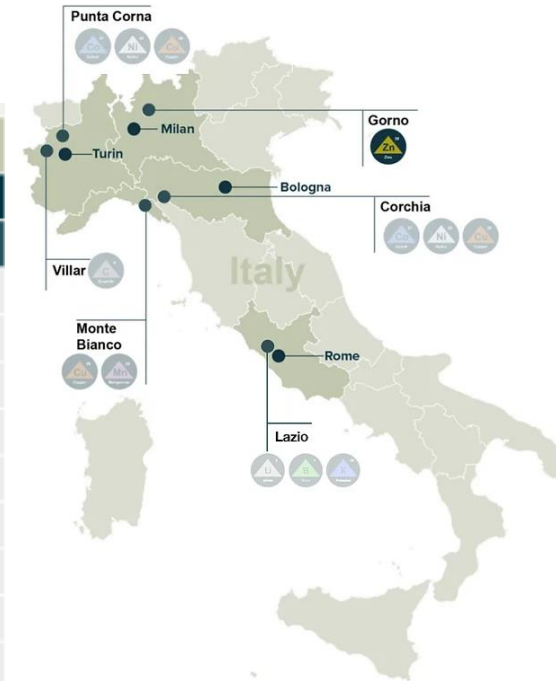 Punta Corna
Co
Ni
Cu
Gorno
Zn
Zinc
Milan
Turin
Bologna
Corchia
Co
Ni
Cu
Italy
Villar
C
Monte
Bianco
Cu
Mn
Rome
Lazio
Li
B
K